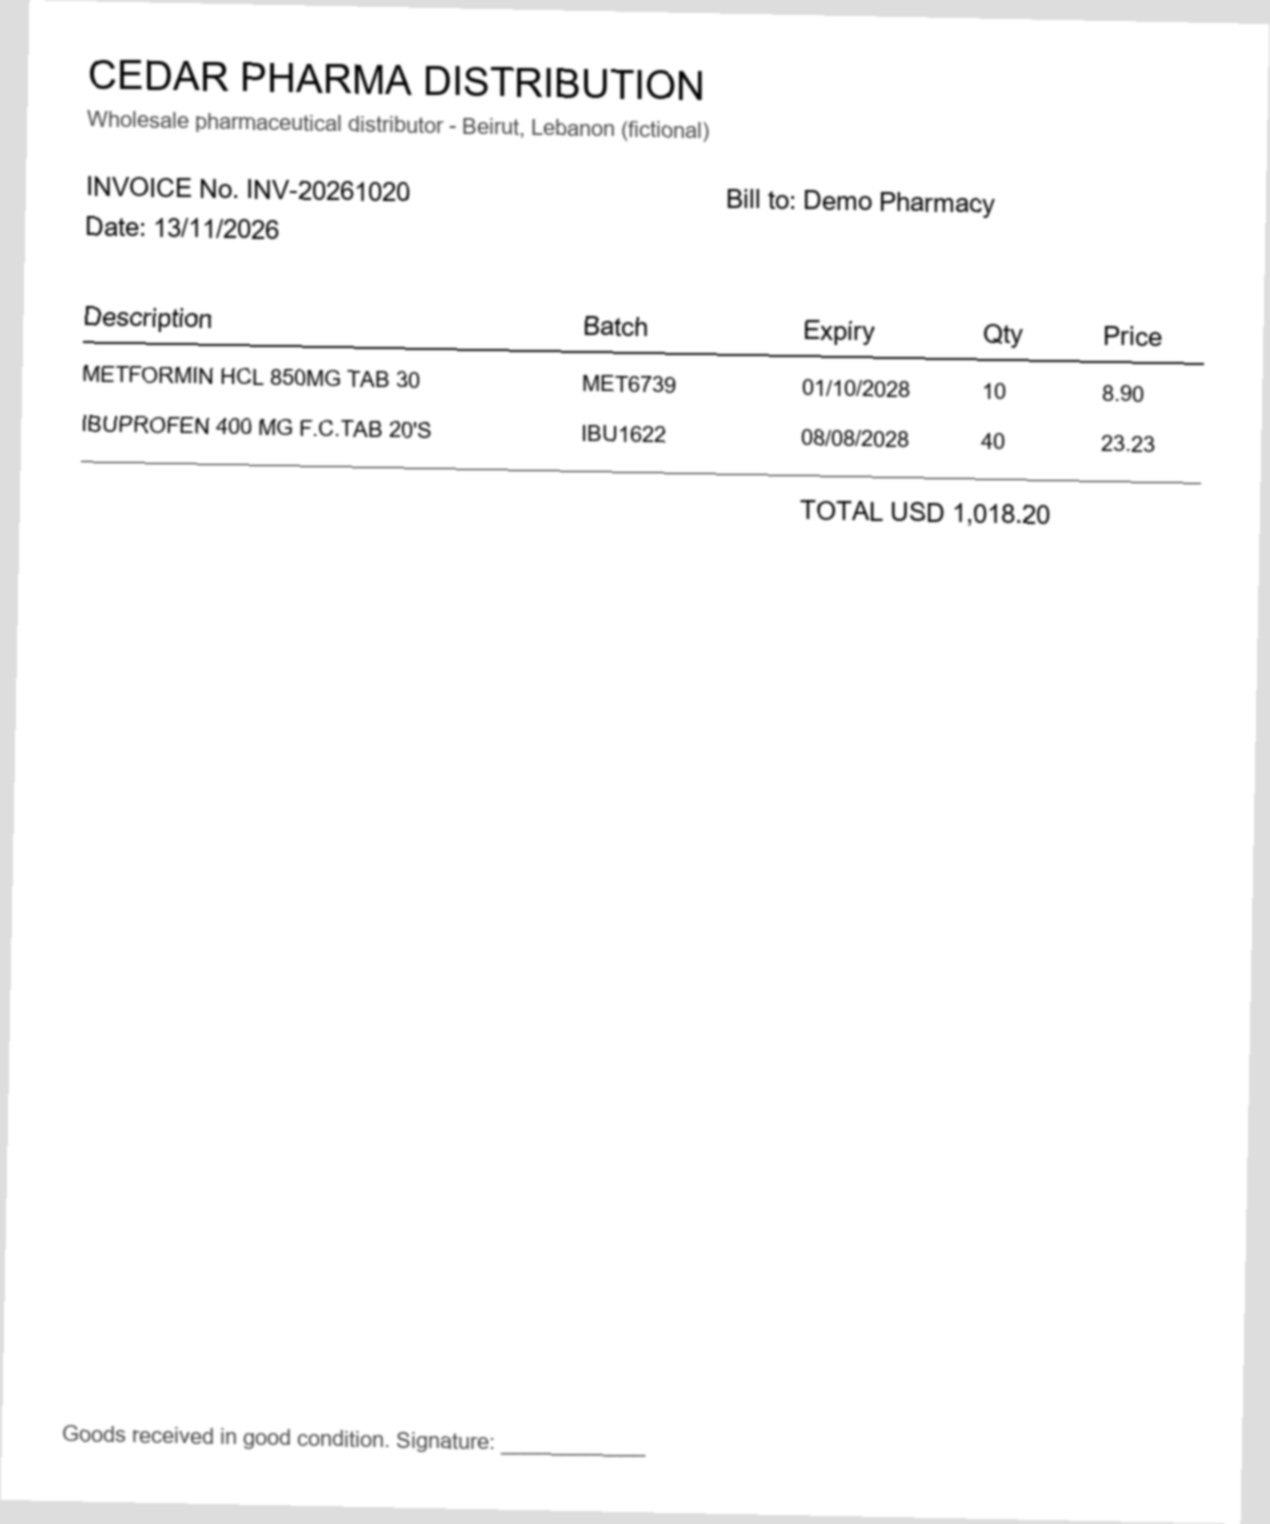 CEDAR PHARMA DISTRIBUTION
Wholesale pharmaceutical distributor - Beirut, Lebanon (fictional)
INVOICE No. INV-20261020
Bill to: Demo Pharmacy
Date: 13/11/2026
Description Batch Expiry Qty Price
METFORMIN HCL 850MG TAB 30 MET6739 01/10/2028 10 8.90
IBUPROFEN 400 MG F.C.TAB 20'S IBU1622 08/08/2028 40 23.23
TOTAL USD 1,018.20
Goods received in good condition. Signature: ____________